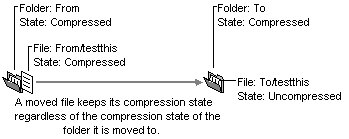 Folder: From
State: Compressed
File: From/testthis
State: Compressed
Folder: To
State: Compressed
File: To/testthis
State: Uncompressed
A moved file keeps its compression state
regardless of the compression state of the
folder it is moved to.